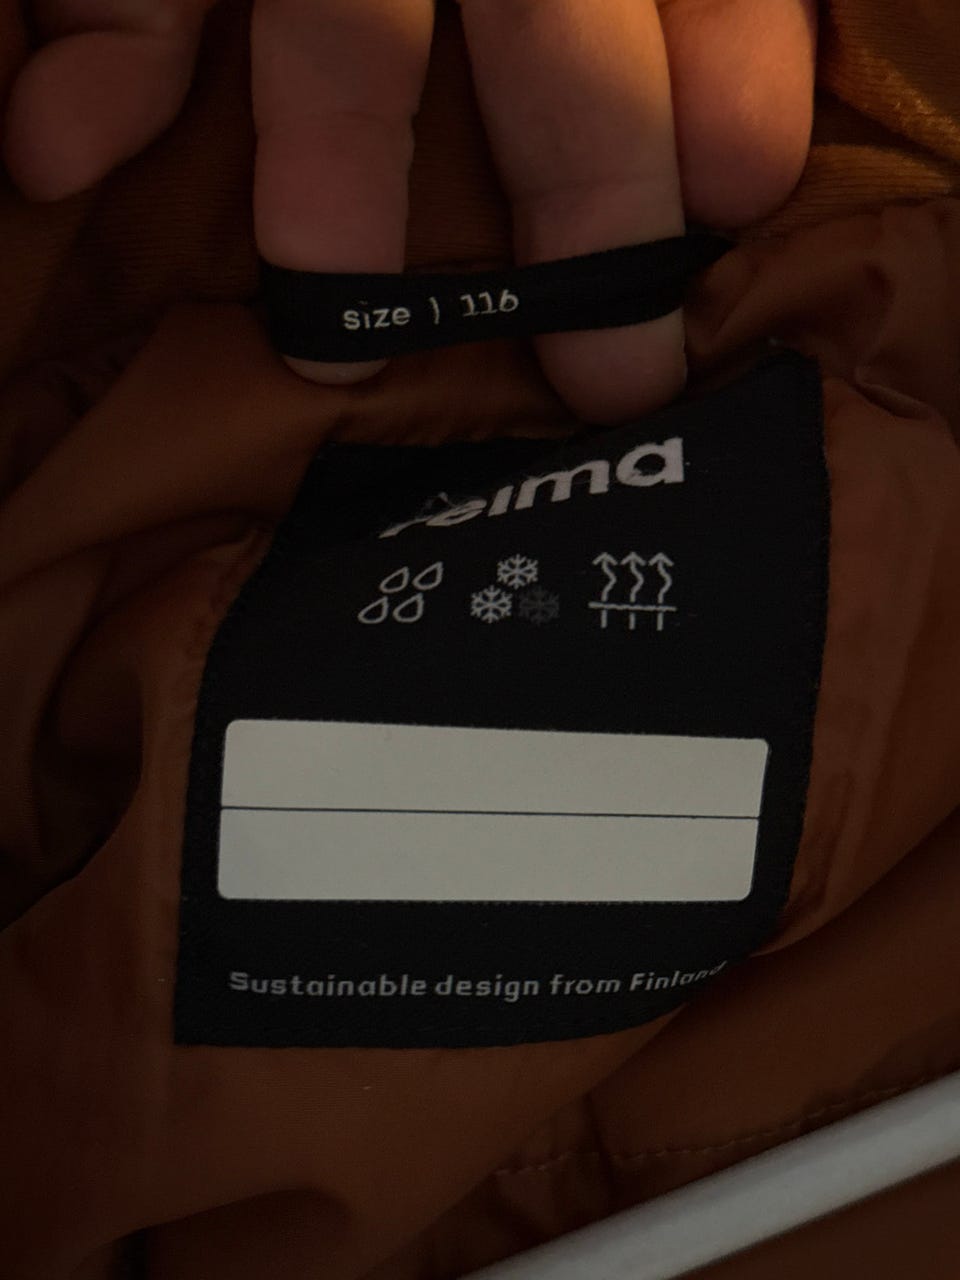 size | 116
reima
Sustainable design from Finland